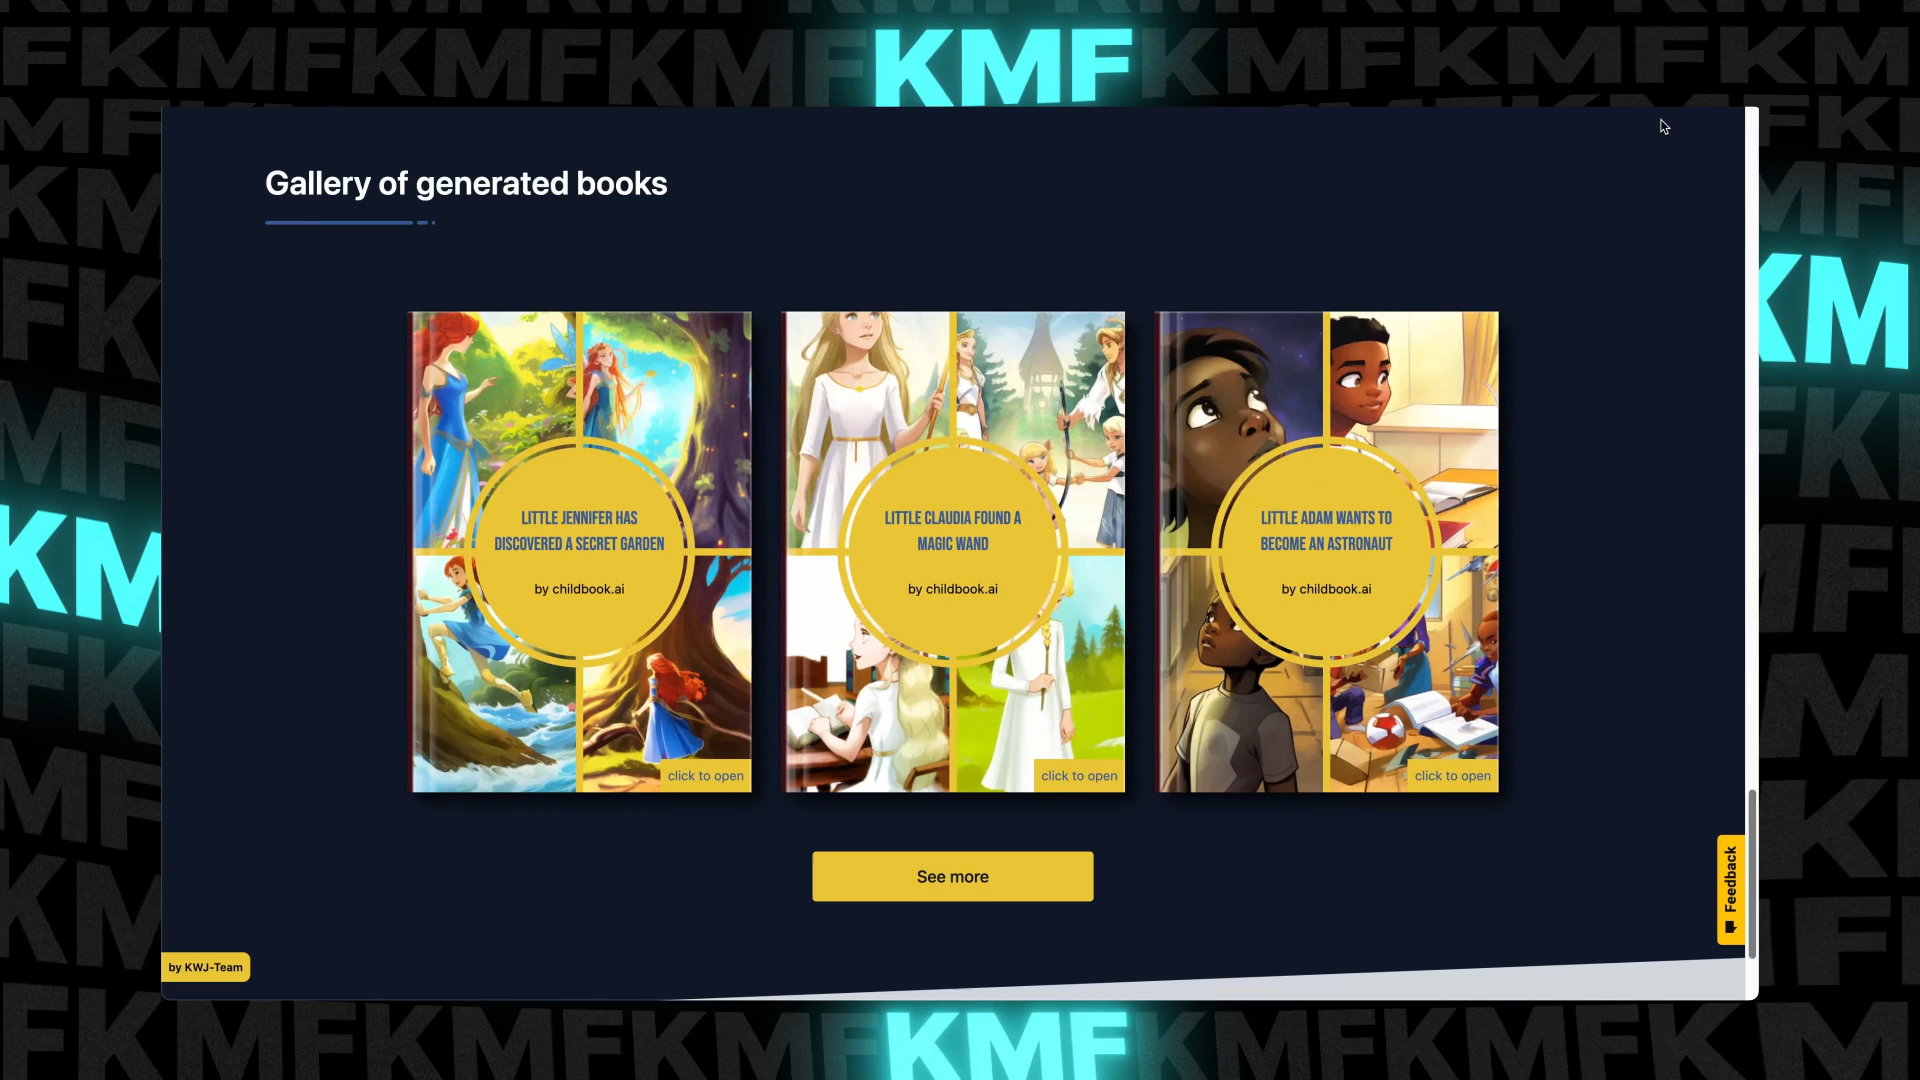 KMF
Gallery of generated books
LITTLE JENNIFER HAS
DISCOVERED A SECRET GARDEN
by childbook.ai
click to open
LITTLE CLAUDIA FOUND A
MAGIC WAND
by childbook.ai
click to open
LITTLE ADAM WANTS TO
BECOME AN ASTRONAUT
by childbook.ai
click to open
See more
Feedback
by KWJ-Team
KM
KM
KMF